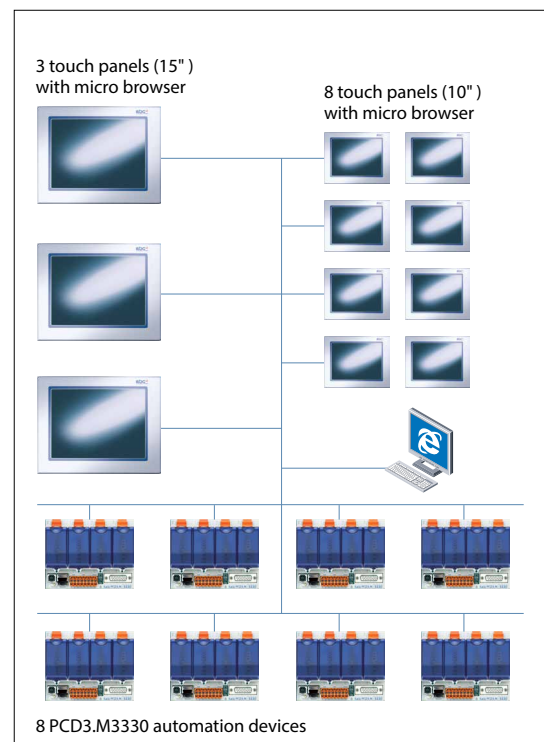 3 touch panels (15" )
with micro browser
8 touch panels (10" )
with micro browser
8 PCD3.M3330 automation devices